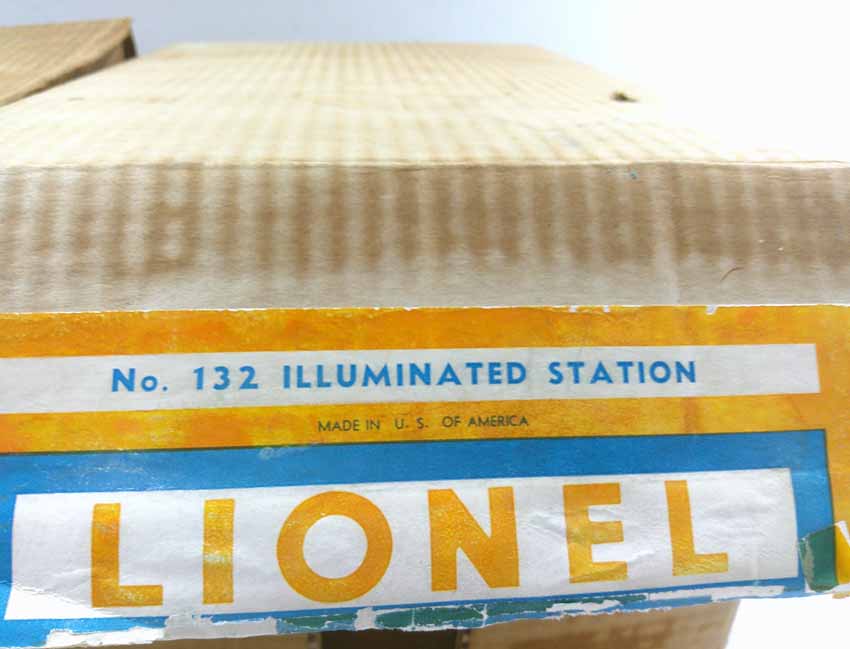 No. 132 ILLUMINATED STATION
MADE IN U. S. OF AMERICA
LIONEL